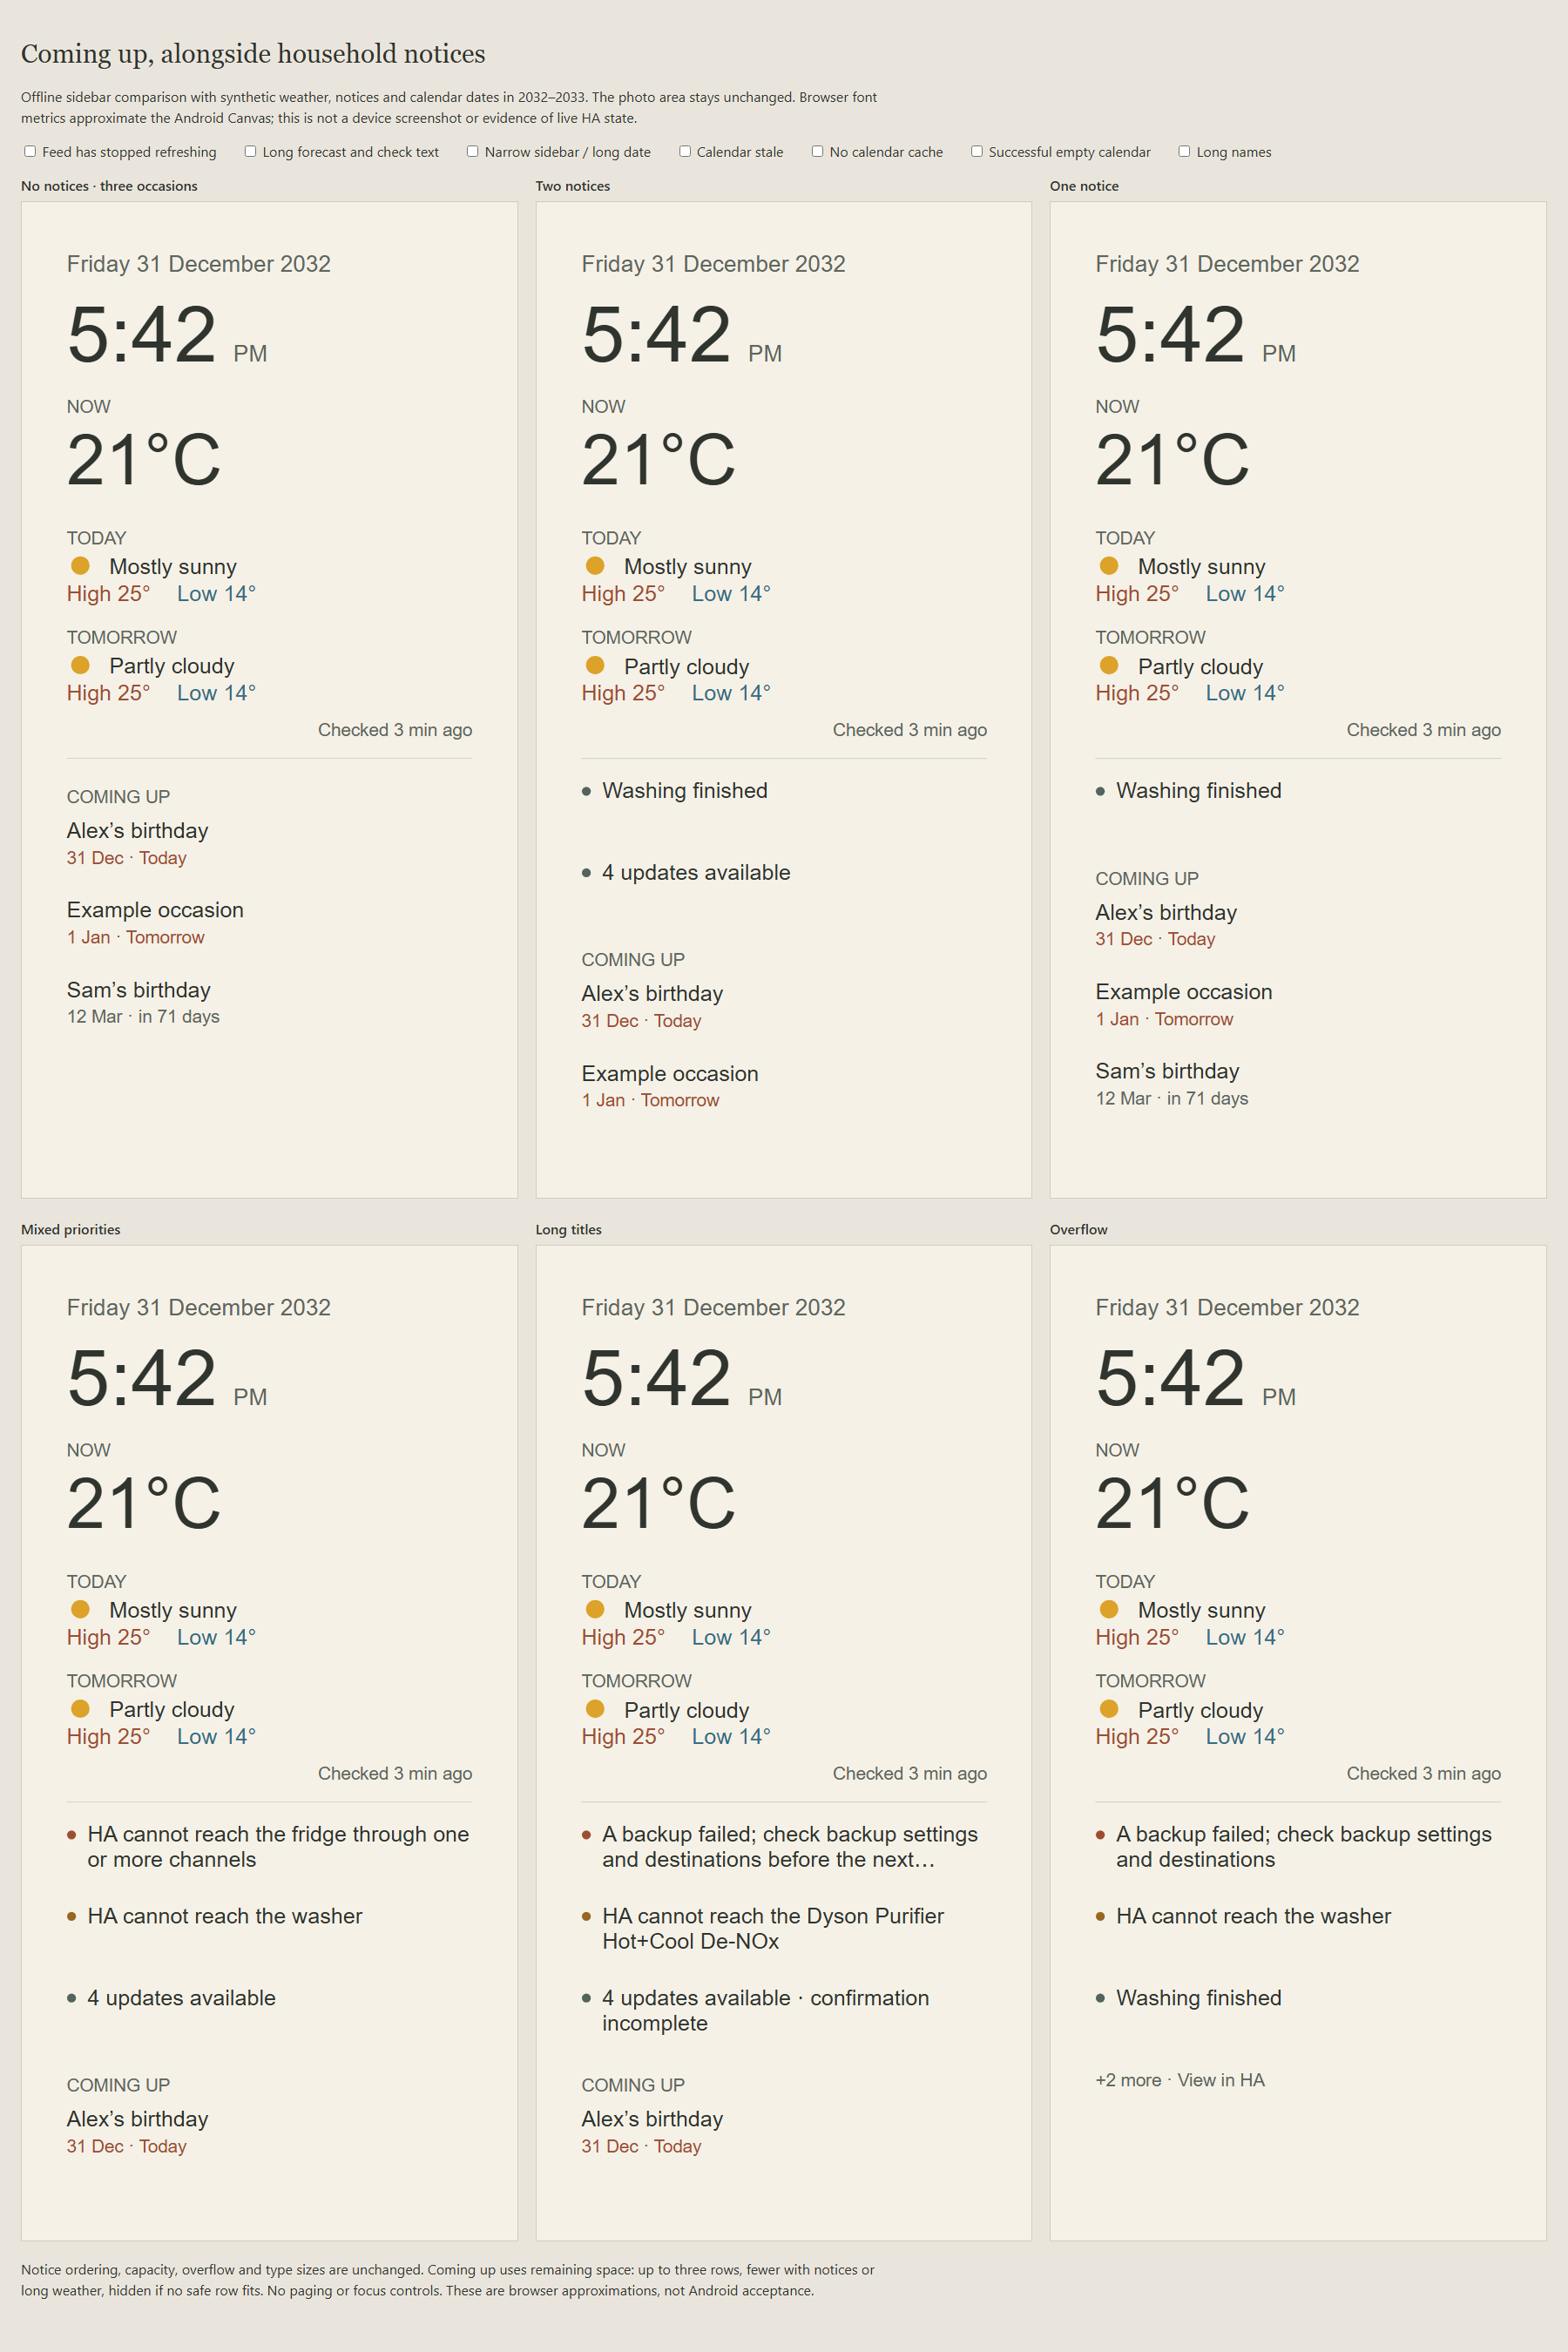 Coming up, alongside household notices
Offline sidebar comparison with synthetic weather, notices and calendar dates in 2032–2033. The photo area stays unchanged. Browser font
metrics approximate the Android Canvas; this is not a device screenshot or evidence of live HA state.
Feed has stopped refreshing
Long forecast and check text
Narrow sidebar / long date
Calendar stale
No calendar cache
Successful empty calendar
Long names
No notices · three occasions
Friday 31 December 2032
5:42 PM
NOW
21°C
TODAY
Mostly sunny
High 25° Low 14°
TOMORROW
Partly cloudy
High 25° Low 14°
Checked 3 min ago
COMING UP
Alex’s birthday
31 Dec · Today
Example occasion
1 Jan · Tomorrow
Sam’s birthday
12 Mar · in 71 days
Two notices
Friday 31 December 2032
5:42 PM
NOW
21°C
TODAY
Mostly sunny
High 25° Low 14°
TOMORROW
Partly cloudy
High 25° Low 14°
Checked 3 min ago
Washing finished
4 updates available
COMING UP
Alex’s birthday
31 Dec · Today
Example occasion
1 Jan · Tomorrow
One notice
Friday 31 December 2032
5:42 PM
NOW
21°C
TODAY
Mostly sunny
High 25° Low 14°
TOMORROW
Partly cloudy
High 25° Low 14°
Checked 3 min ago
Washing finished
COMING UP
Alex’s birthday
31 Dec · Today
Example occasion
1 Jan · Tomorrow
Sam’s birthday
12 Mar · in 71 days
Mixed priorities
Friday 31 December 2032
5:42 PM
NOW
21°C
TODAY
Mostly sunny
High 25° Low 14°
TOMORROW
Partly cloudy
High 25° Low 14°
Checked 3 min ago
HA cannot reach the fridge through one
or more channels
HA cannot reach the washer
4 updates available
COMING UP
Alex’s birthday
31 Dec · Today
Long titles
Friday 31 December 2032
5:42 PM
NOW
21°C
TODAY
Mostly sunny
High 25° Low 14°
TOMORROW
Partly cloudy
High 25° Low 14°
Checked 3 min ago
A backup failed; check backup settings
and destinations before the next…
HA cannot reach the Dyson Purifier
Hot+Cool De-NOx
4 updates available · confirmation
incomplete
COMING UP
Alex’s birthday
31 Dec · Today
Overflow
Friday 31 December 2032
5:42 PM
NOW
21°C
TODAY
Mostly sunny
High 25° Low 14°
TOMORROW
Partly cloudy
High 25° Low 14°
Checked 3 min ago
A backup failed; check backup settings
and destinations
HA cannot reach the washer
Washing finished
+2 more · View in HA
Notice ordering, capacity, overflow and type sizes are unchanged. Coming up uses remaining space: up to three rows, fewer with notices or
long weather, hidden if no safe row fits. No paging or focus controls. These are browser approximations, not Android acceptance.